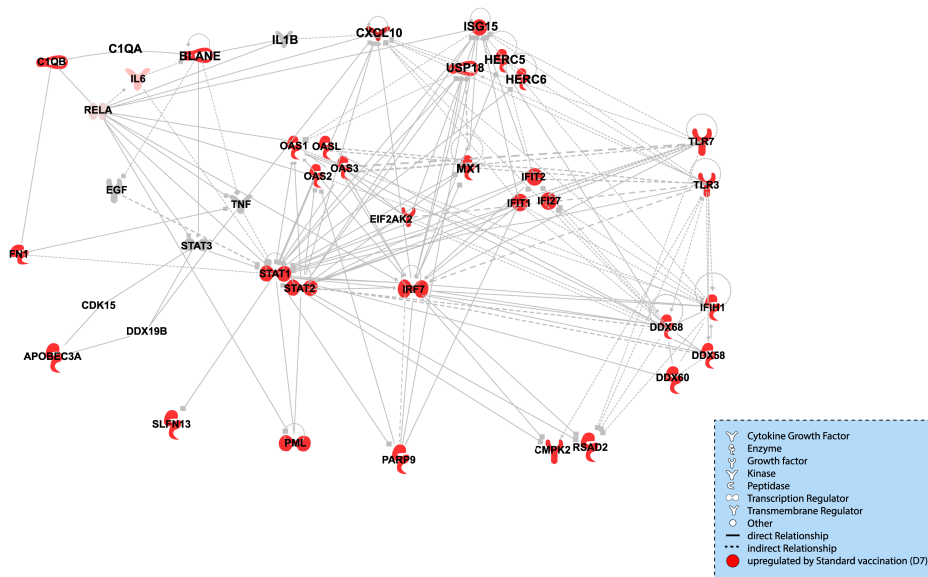 ISG15
CXCL10
IL1B
C1QA
BLANE
C1QB
HERC5
USP18
HERC6
IL6
RELA
OAS1
OASL
TLR7
OAS3
MX1
OAS2
IFIT2
TLR3
EGF
TNF
IFIT1
IFI27
EIF2AK2
STAT3
FN1
STAT1
STAT2
IRF7
CDK15
IFIH1
DDX19B
DDX68
APOBEC3A
DDX58
DDX60
SLFN13
PML
PARP9
CMPK2
RSAD2
Cytokine Growth Factor
Enzyme
Growth factor
Kinase
Peptidase
Transcription Regulator
Transmembrane Regulator
Other
direct Relationship
indirect Relationship
upregulated by Standard vaccination (D7)